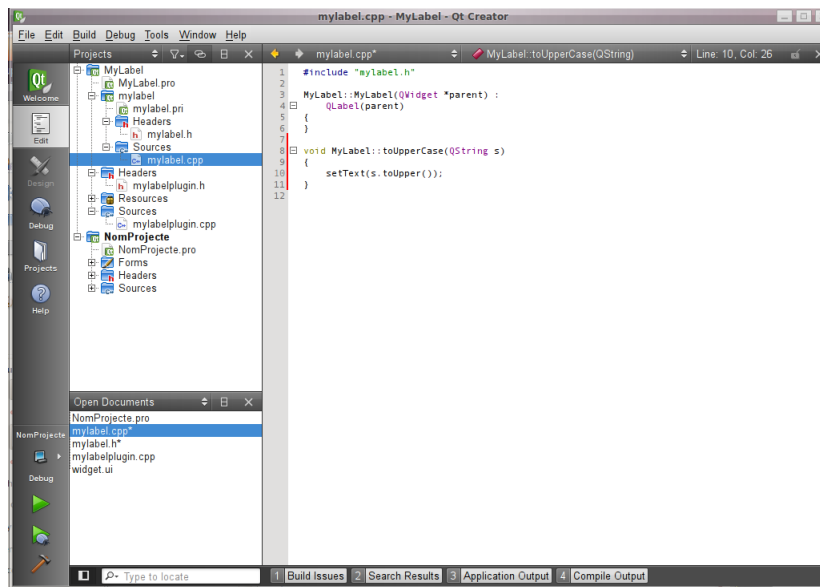 mylabel.cpp - MyLabel - Qt Creator
File Edit Build Debug Tools Window Help
Projects
mylabel.cpp*
MyLabel::toUpperCase(QString)
Line: 10, Col: 26
Qt
Welcome
Edit
Design
Debug
Projects
Help
NomProjecte
Debug
MyLabel
MyLabel.pro
mylabel
mylabel.pri
Headers
mylabel.h
Sources
mylabel.cpp
Headers
mylabelplugin.h
Resources
Sources
mylabelplugin.cpp
NomProjecte
NomProjecte.pro
Forms
Headers
Sources
Open Documents
NomProjecte.pro
mylabel.cpp*
mylabel.h*
mylabelplugin.cpp
widget.ui
1 #include "mylabel.h"
2
3 MyLabel::MyLabel(QWidget *parent) :
4 QLabel(parent)
5 {
6 }
7
8 void MyLabel::toUpperCase(QString s)
9 {
10 setText(s.toUpper());
11 }
12
Type to locate
1 Build Issues 2 Search Results 3 Application Output 4 Compile Output